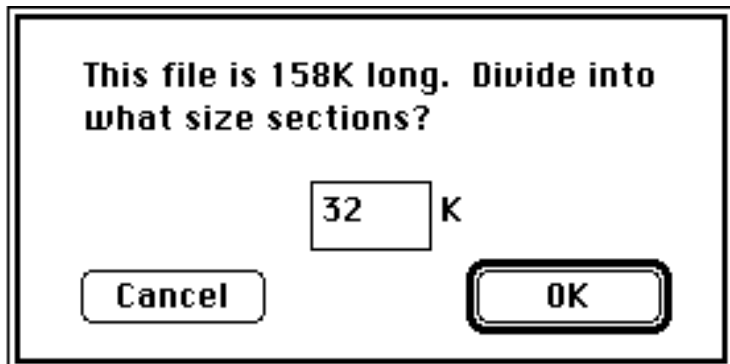 This file is 158K long.  Divide into
what size sections?
32 K
Cancel OK